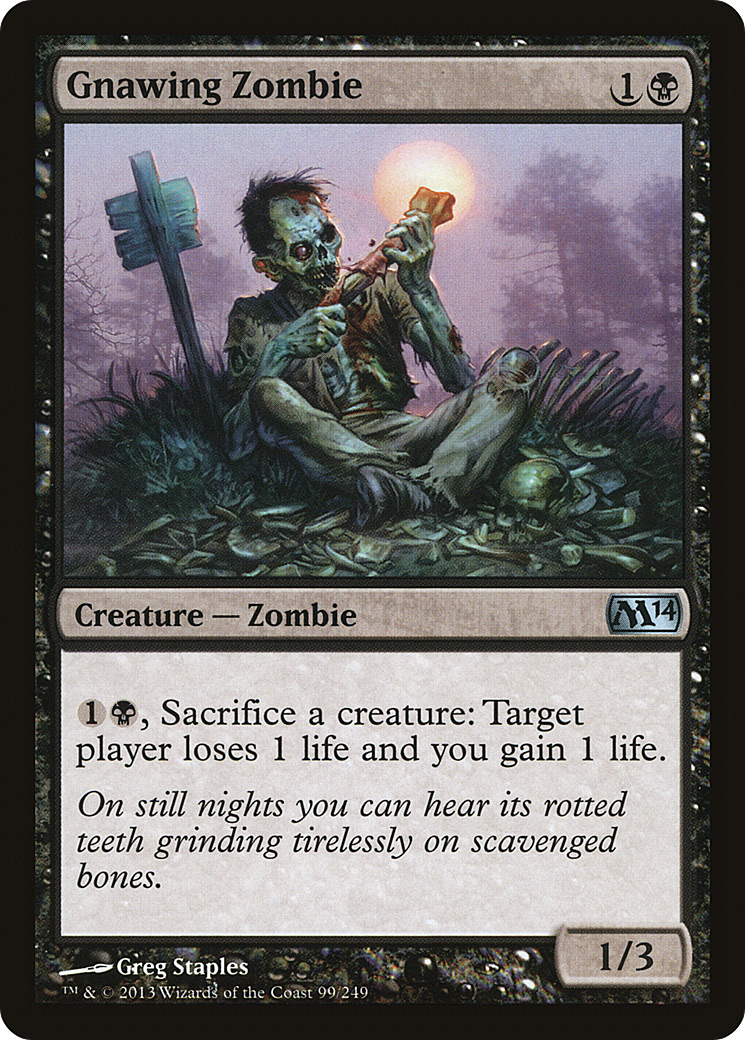 Gnawing Zombie 1
Creature — Zombie M14
1, Sacrifice a creature: Target
player loses 1 life and you gain 1 life.
On still nights you can hear its rotted
teeth grinding tirelessly on scavenged
bones.
1/3
Greg Staples
™ & © 2013 Wizards of the Coast 99/249